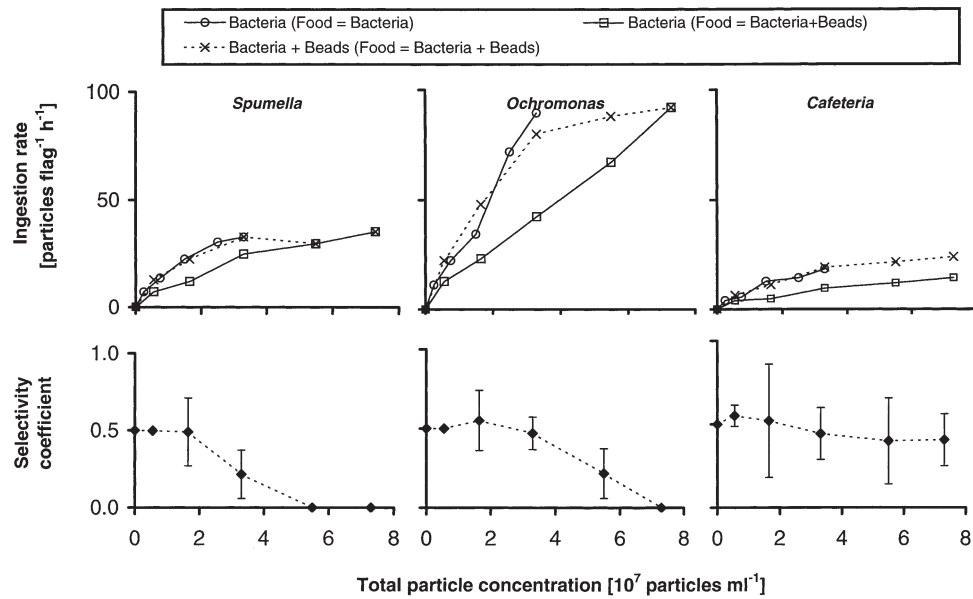 Bacteria (Food = Bacteria)
Bacteria (Food = Bacteria+Beads)
Bacteria + Beads (Food = Bacteria + Beads)
Ingestion rate
[particles flag⁻¹ h⁻¹]
100
50
0
Spumella
Ochromonas
Cafeteria
Selectivity
coefficient
1.0
0.5
0.0
0 2 4 6 8
0 2 4 6 8
0 2 4 6 8
Total particle concentration [10⁷ particles ml⁻¹]